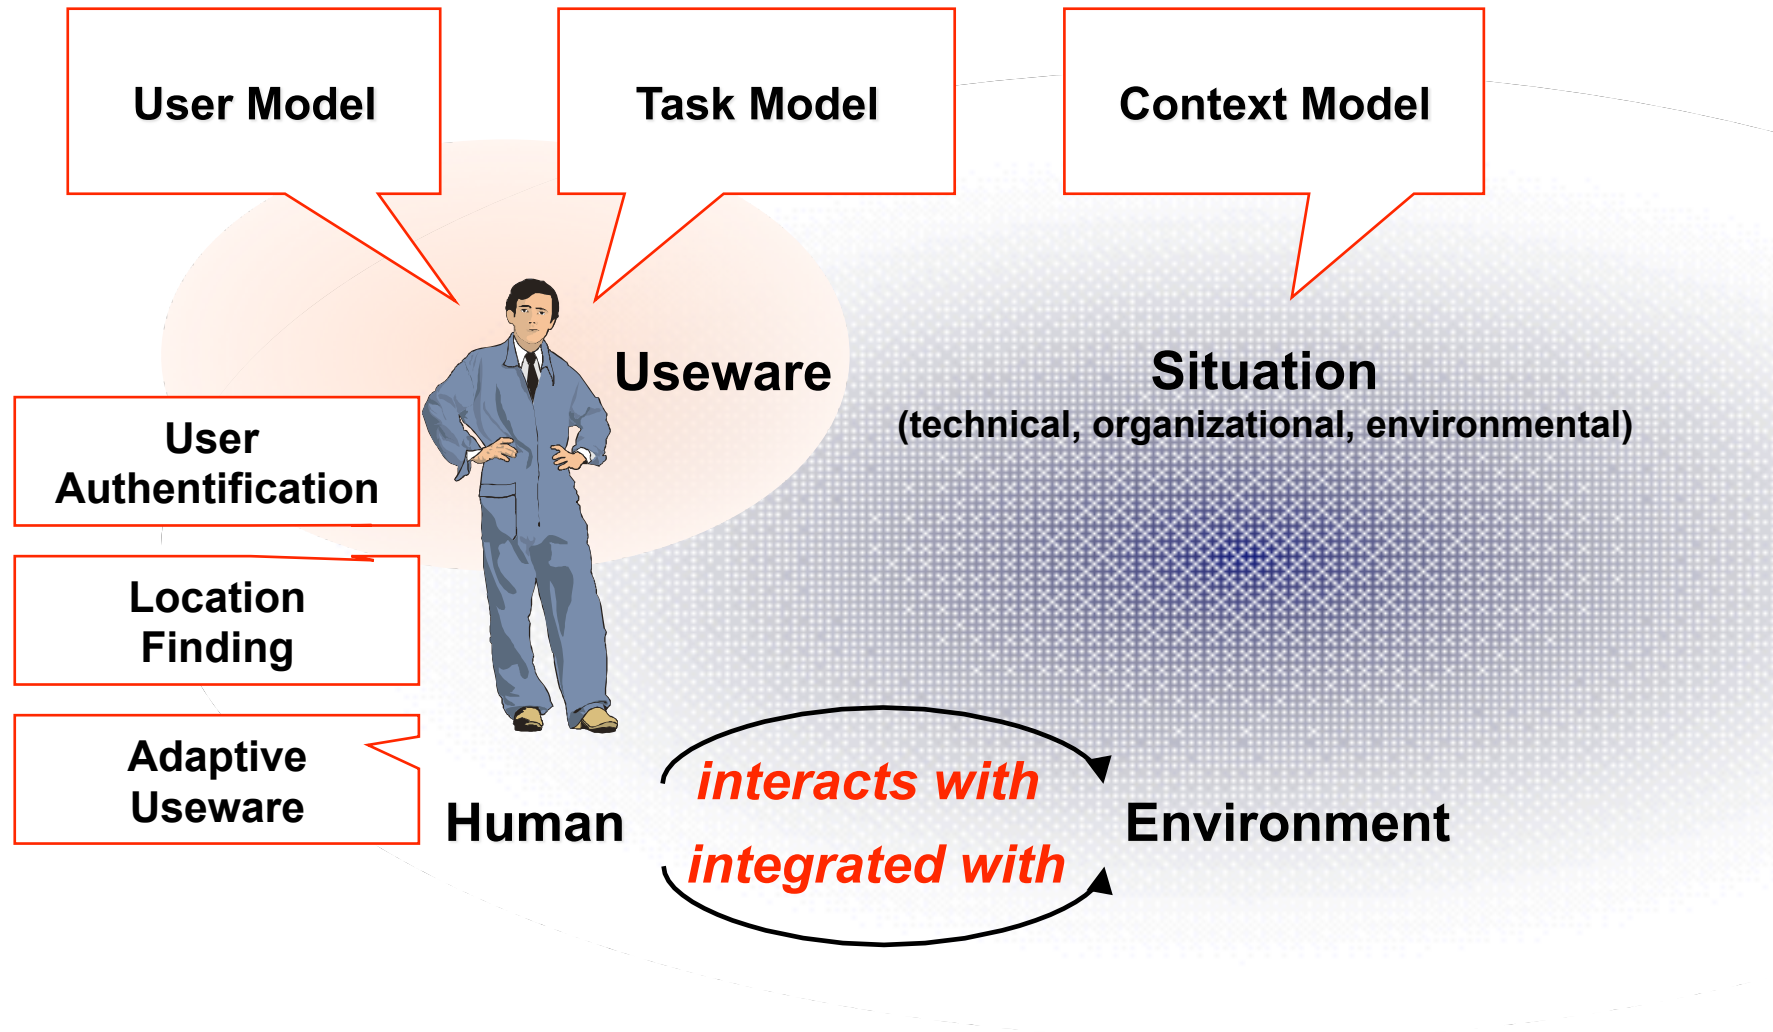 User Model
Task Model
Context Model
Useware
Situation
(technical, organizational, environmental)
User
Authentification
Location
Finding
Adaptive
Useware
interacts with
Human
Environment
integrated with